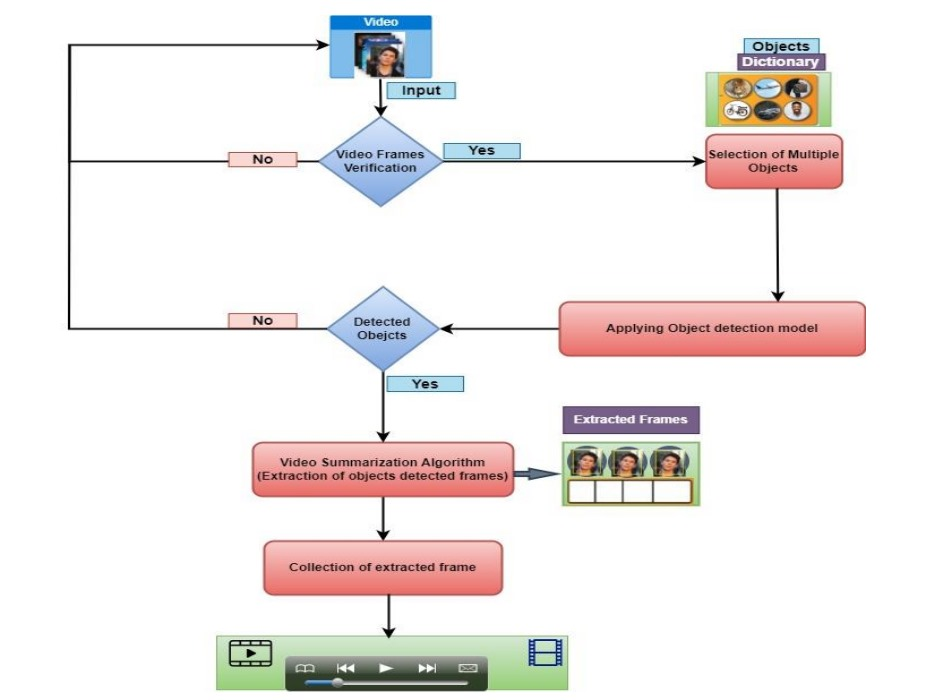 Video
Input
Objects
Dictionary
Video Frames
Verification
No
Yes
Selection of Multiple
Objects
Applying Object detection model
Detected
Obejcts
No
Yes
Video Summarization Algorithm
(Extraction of objects detected frames)
Extracted Frames
Collection of extracted frame